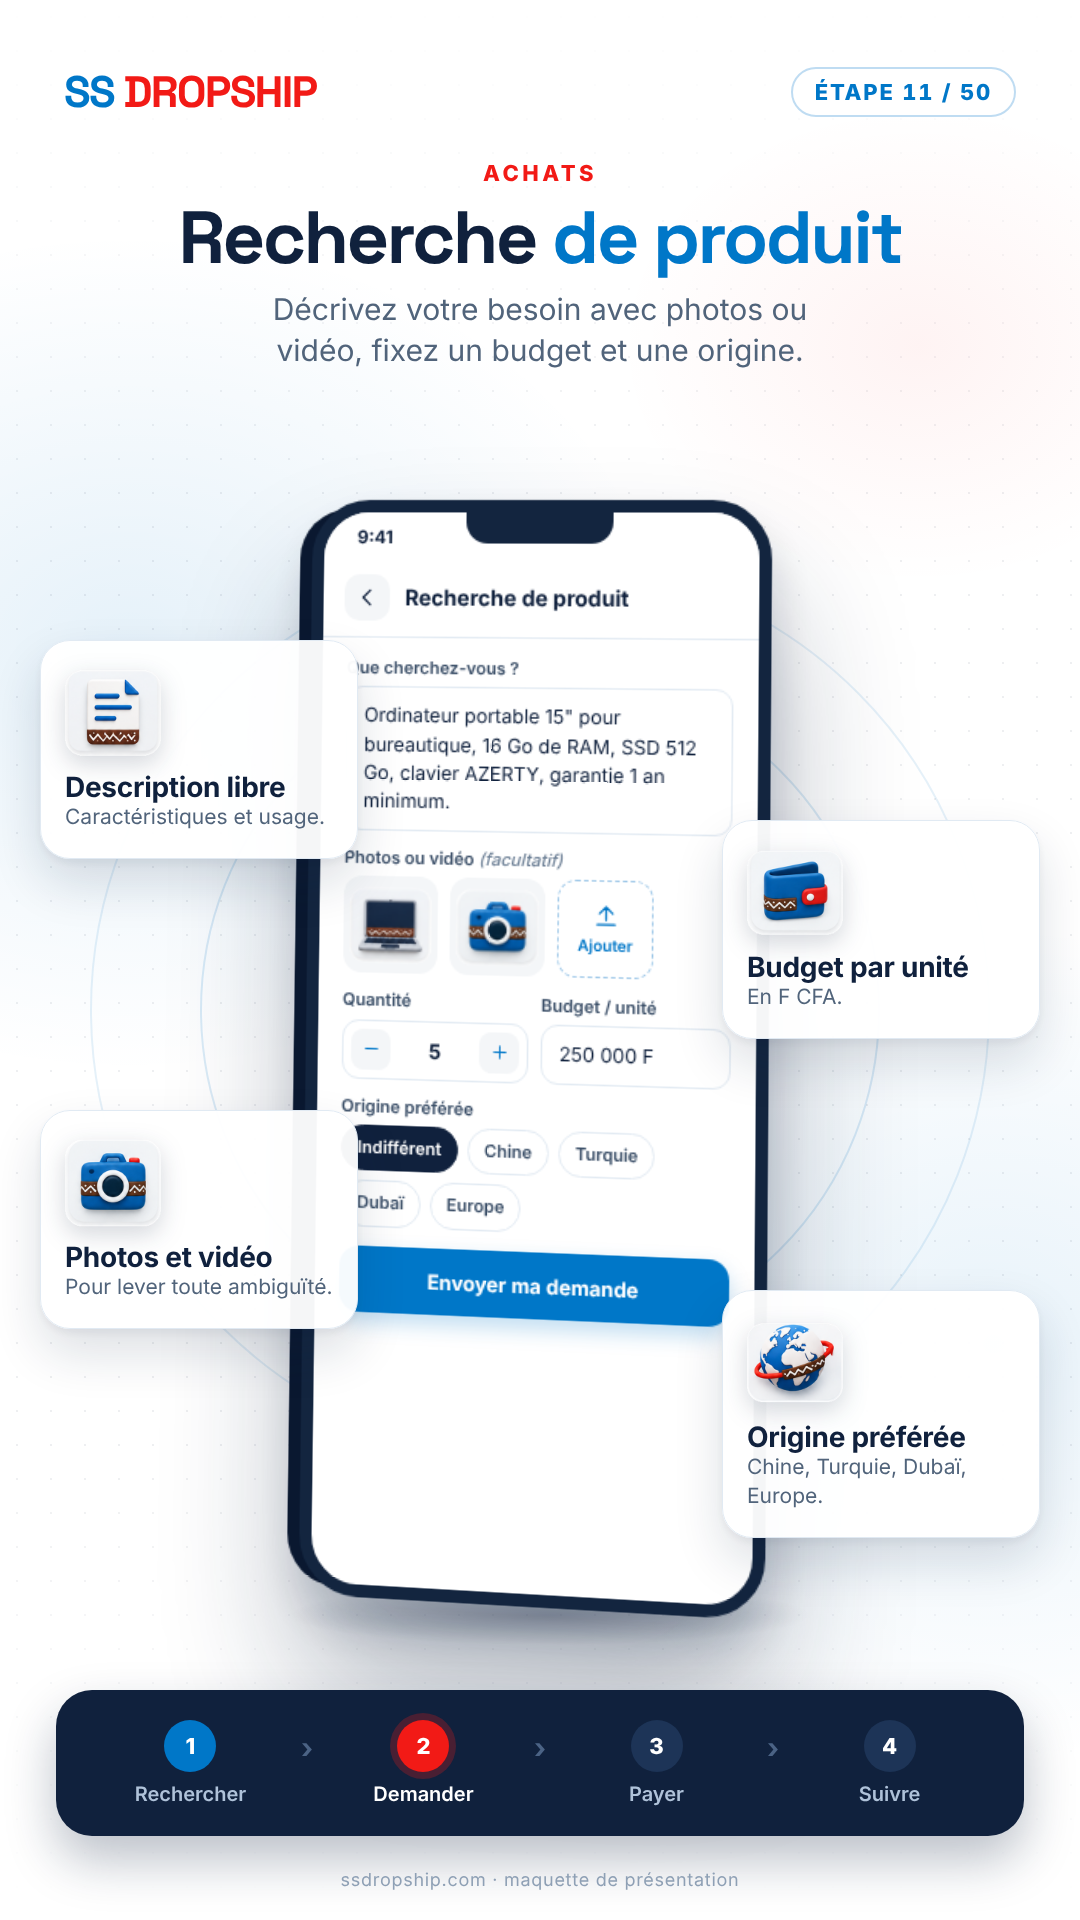 SS DROPSHIP
ÉTAPE 11 / 50
ACHATS
Recherche de produit
Décrivez votre besoin avec photos ou
vidéo, fixez un budget et une origine.
9:41
Recherche de produit
Que cherchez-vous ?
Ordinateur portable 15" pour
bureautique, 16 Go de RAM, SSD 512
Go, clavier AZERTY, garantie 1 an
minimum.
Description libre
Caractéristiques et usage.
Photos ou vidéo (facultatif)
Ajouter
Budget par unité
En F CFA.
Quantité
Budget / unité
− 5 +
250 000 F
Origine préférée
Indifférent
Chine
Turquie
Dubaï
Europe
Photos et vidéo
Pour lever toute ambiguïté.
Envoyer ma demande
Origine préférée
Chine, Turquie, Dubaï,
Europe.
1 › 2 › 3 › 4
Rechercher
Demander
Payer
Suivre
ssdropship.com · maquette de présentation